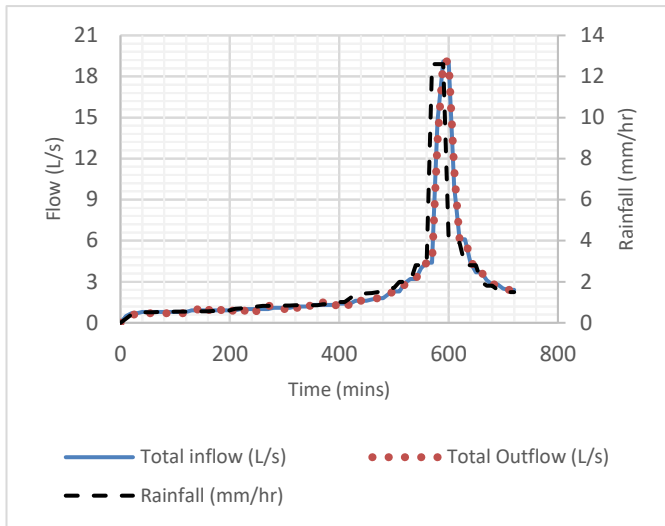 21
18
15
12
9
6
3
0
Flow (L/s)
14
12
10
8
6
4
2
0
Rainfall (mm/hr)
0 200 400 600 800
Time (mins)
Total inflow (L/s) Total Outflow (L/s)
Rainfall (mm/hr)